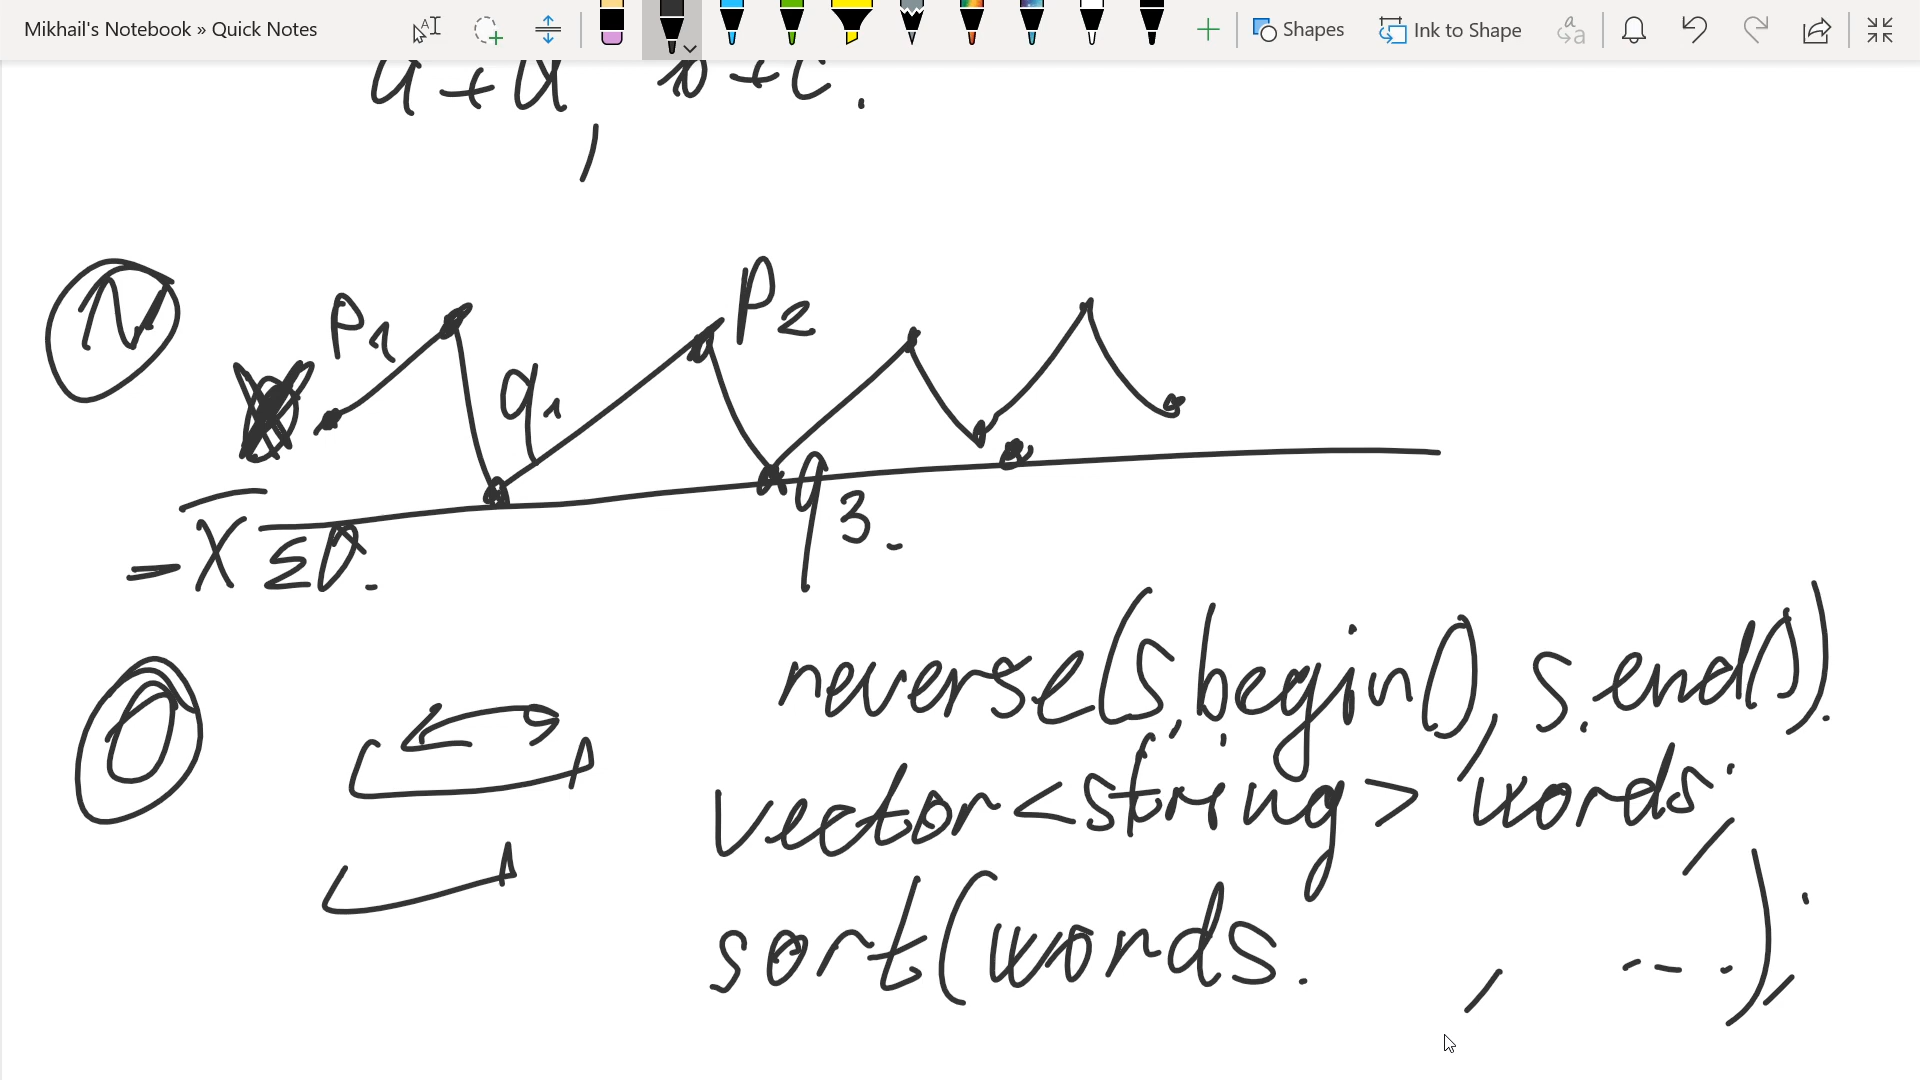 Mikhail's Notebook » Quick Notes
Shapes
Ink to Shape
a + d, b + c.
N
P1
q1
P2
q3.
-X ≤ 0.
O
reverse(s.begin(), s.end());
vector<string> words;
sort(words. , ---);